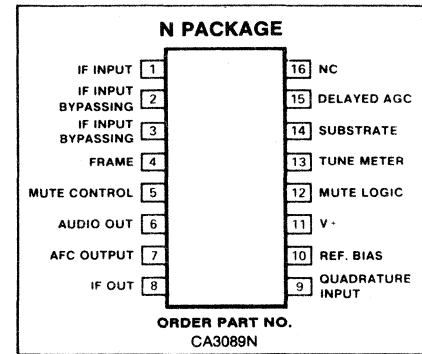 N PACKAGE
IF INPUT 1
IF INPUT
BYPASSING 2
IF INPUT
BYPASSING 3
FRAME 4
MUTE CONTROL 5
AUDIO OUT 6
AFC OUTPUT 7
IF OUT 8
16 NC
15 DELAYED AGC
14 SUBSTRATE
13 TUNE METER
12 MUTE LOGIC
11 V+
10 REF. BIAS
9 QUADRATURE
INPUT
ORDER PART NO.
CA3089N